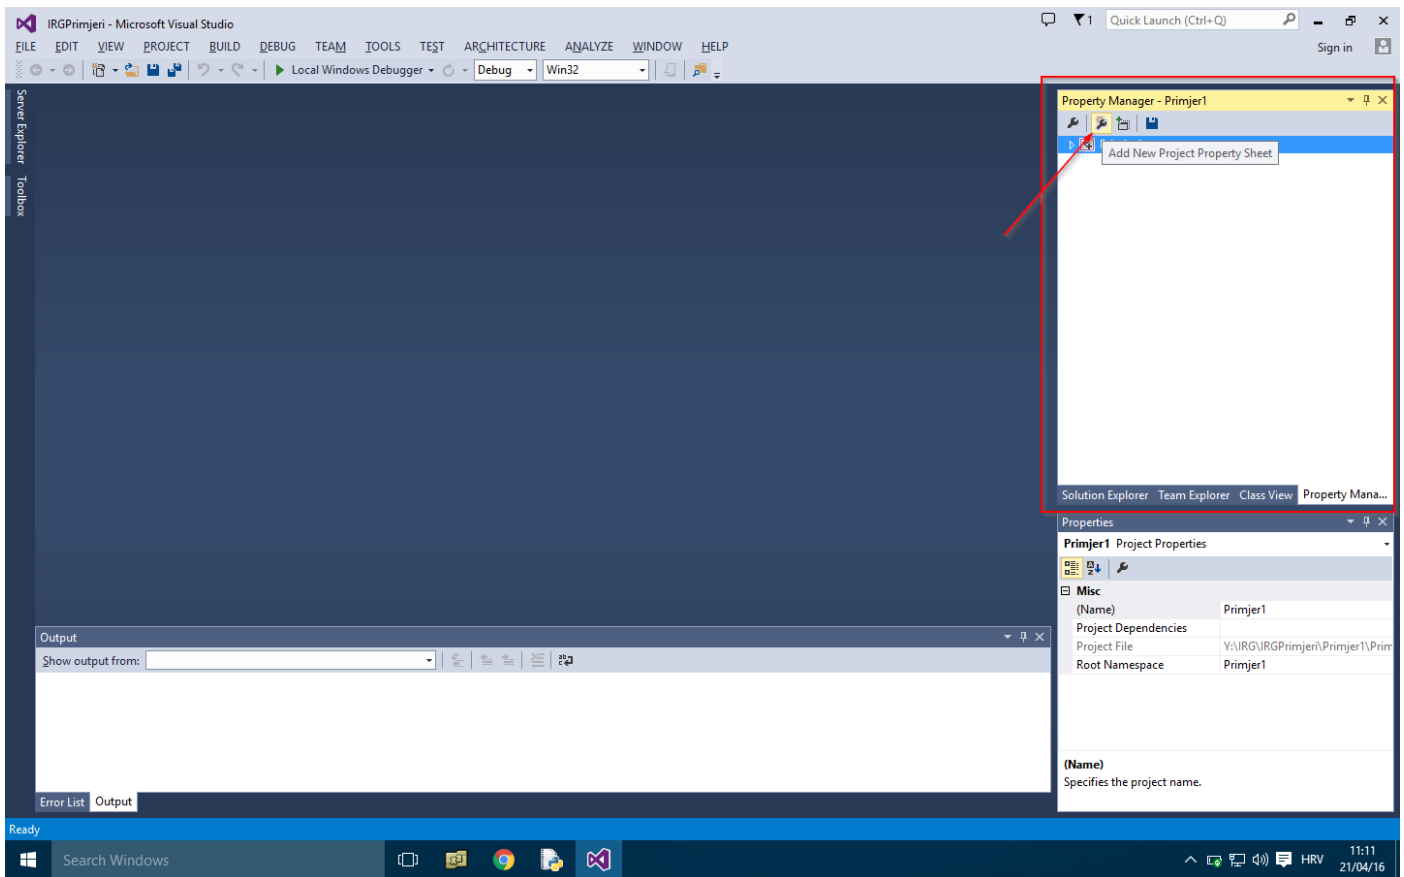 IRGPrimjeri - Microsoft Visual Studio
1
Quick Launch (Ctrl+Q)
FILE EDIT VIEW PROJECT BUILD DEBUG TEAM TOOLS TEST ARCHITECTURE ANALYZE WINDOW HELP
Sign in
Local Windows Debugger Debug Win32
Server Explorer
Toolbox
Property Manager - Primjer1
Add New Project Property Sheet
Solution Explorer Team Explorer Class View Property Mana...
Properties
Primjer1 Project Properties
Misc
(Name) Primjer1
Project Dependencies
Project File Y:\IRG\IRGPrimjeri\Primjer1\Prim
Root Namespace Primjer1
(Name)
Specifies the project name.
Output
Show output from:
Error List Output
Ready
Search Windows
HRV
11:11
21/04/16